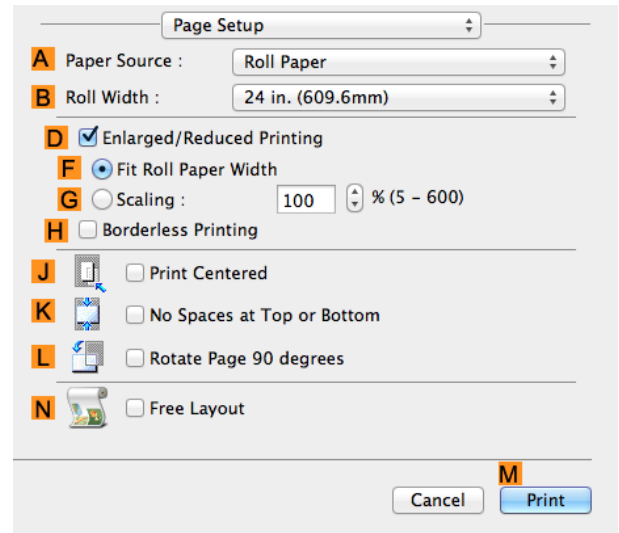 Page Setup
A Paper Source : Roll Paper
B Roll Width : 24 in. (609.6mm)
D Enlarged/Reduced Printing
F Fit Roll Paper Width
G Scaling : 100 % (5 – 600)
H Borderless Printing
J Print Centered
K No Spaces at Top or Bottom
L Rotate Page 90 degrees
N Free Layout
M
Cancel Print